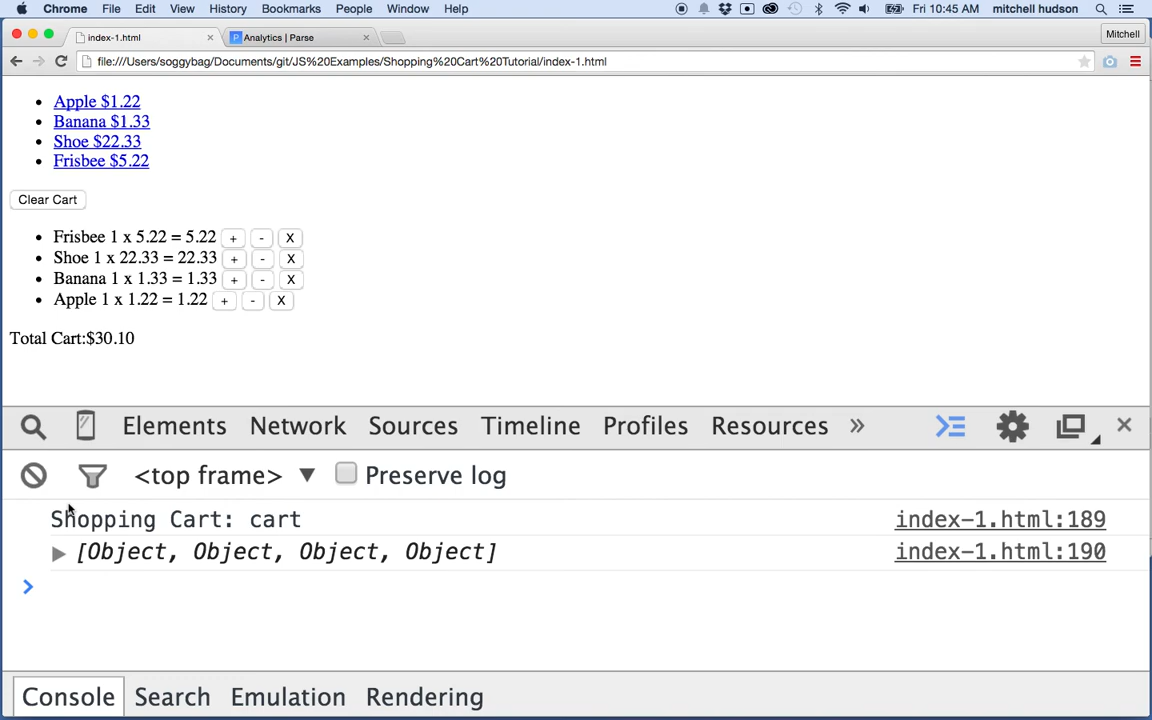 Chrome File Edit View History Bookmarks People Window Help Fri 10:45 AM mitchell hudson
index-1.html × Analytics | Parse × Mitchell
file:///Users/soggybag/Documents/git/JS%20Examples/Shopping%20Cart%20Tutorial/index-1.html
• Apple $1.22
• Banana $1.33
• Shoe $22.33
• Frisbee $5.22
Clear Cart
• Frisbee 1 x 5.22 = 5.22 + - X
• Shoe 1 x 22.33 = 22.33 + - X
• Banana 1 x 1.33 = 1.33 + - X
• Apple 1 x 1.22 = 1.22 + - X
Total Cart:$30.10
Elements Network Sources Timeline Profiles Resources » ×
<top frame> ▼ Preserve log
Shopping Cart: cart index-1.html:189
▶ [Object, Object, Object, Object] index-1.html:190
>
Console Search Emulation Rendering